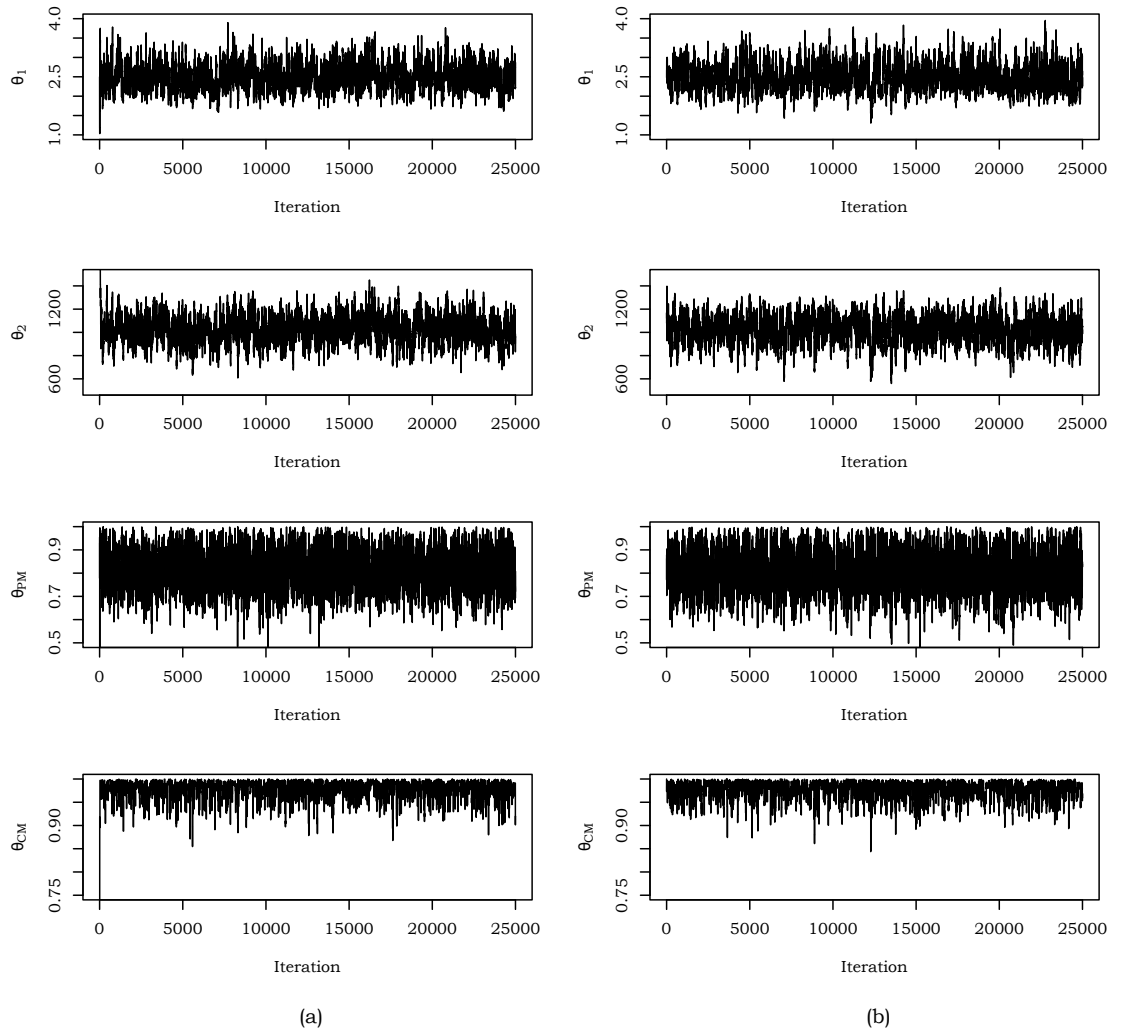 4.0 4.0
θ1 2.5 θ1 2.5
1.0 1.0
0 5000 10000 15000 20000 25000 0 5000 10000 15000 20000 25000
Iteration Iteration
1200 1200
θ2 θ2
600 600
0 5000 10000 15000 20000 25000 0 5000 10000 15000 20000 25000
Iteration Iteration
0.9 0.9
θPM 0.7 θPM 0.7
0.5 0.5
0 5000 10000 15000 20000 25000 0 5000 10000 15000 20000 25000
Iteration Iteration
0.90 0.90
θCM θCM
0.75 0.75
0 5000 10000 15000 20000 25000 0 5000 10000 15000 20000 25000
Iteration Iteration
(a) (b)